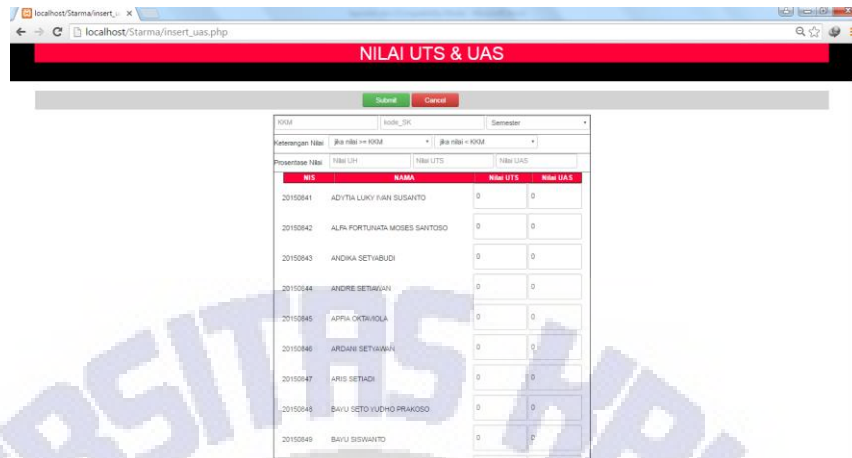 localhost/Starma/insert_u
localhost/Starma/insert_uas.php
NILAI UTS & UAS
Submit Cancel
KKM kode_SK Semester
Keterangan Nilai jika nilai >= KKM jika nilai < KKM
Prosentase Nilai Nilai UH Nilai UTS Nilai UAS
NIS NAMA Nilai UTS Nilai UAS
20150841 ADYTIA LUKY IVAN SUSANTO 0 0
20150842 ALFA FORTUNATA MOSES SANTOSO 0 0
20150843 ANDIKA SETYABUDI 0 0
20150844 ANDRE SETIAWAN 0 0
20150845 APFIA OKTAVIOLA 0 0
20150846 ARDANI SETYAWAN 0 0
20150847 ARIS SETIADI 0 0
20150848 BAYU SETO YUDHO PRAKOSO 0 0
20150849 BAYU SISWANTO 0 0